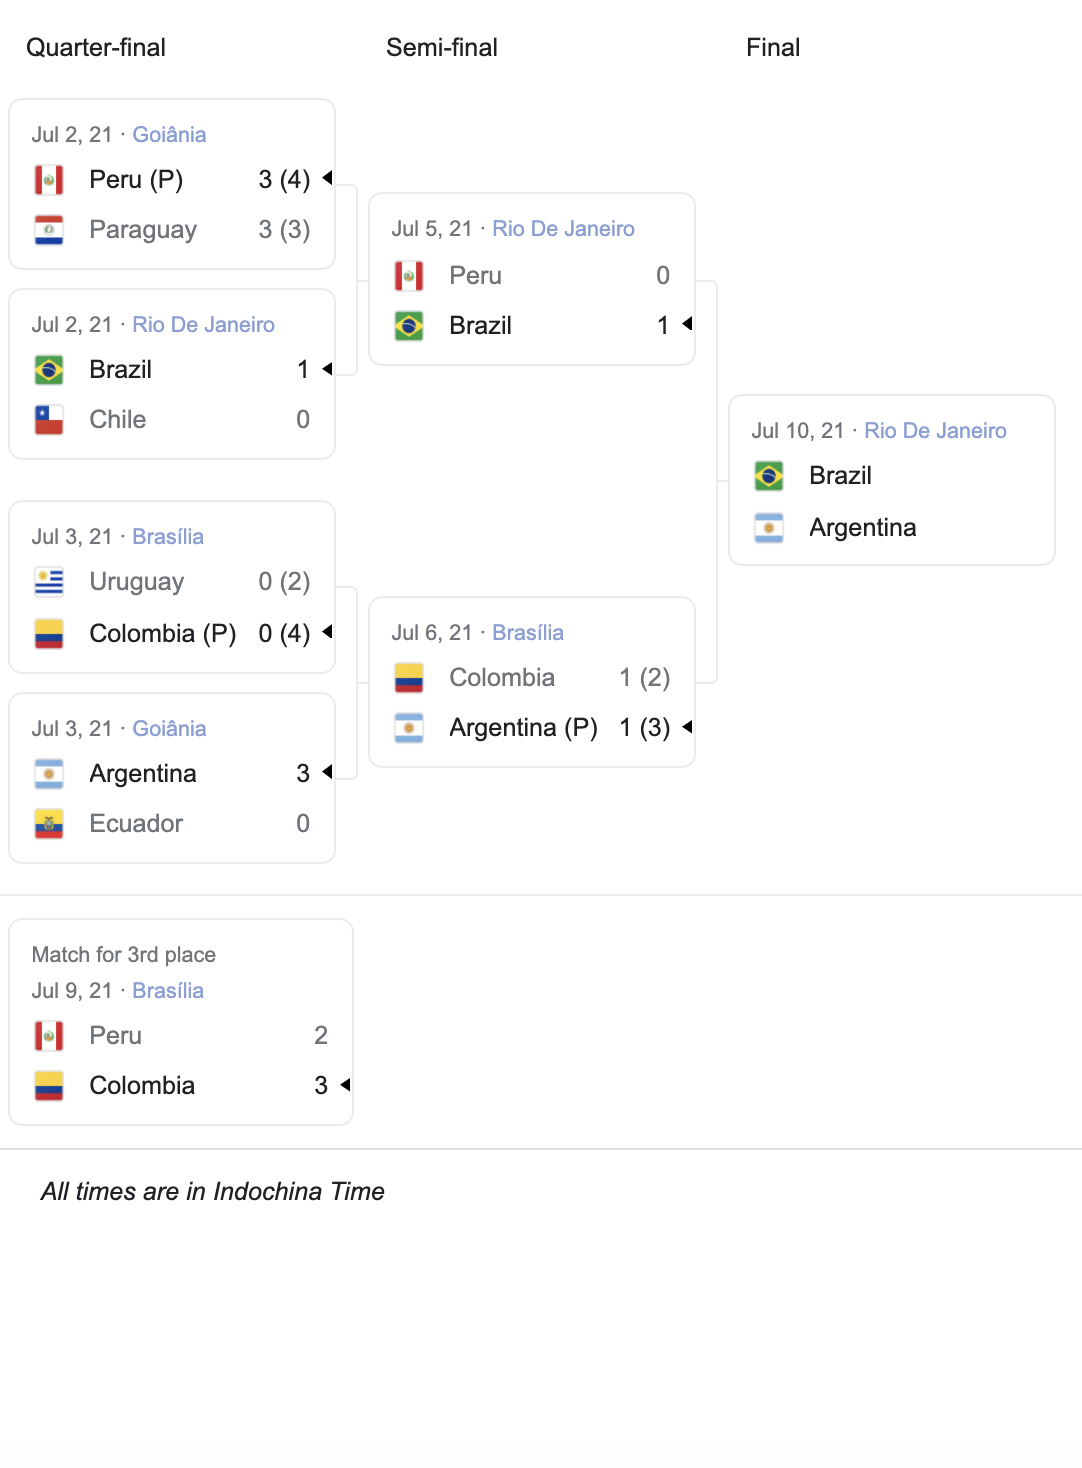 Quarter-final
Semi-final
Final
Jul 2, 21 · Goiânia
Peru (P) 3 (4)
Paraguay 3 (3)
Jul 2, 21 · Rio De Janeiro
Brazil 1
Chile 0
Jul 3, 21 · Brasília
Uruguay 0 (2)
Colombia (P) 0 (4)
Jul 3, 21 · Goiânia
Argentina 3
Ecuador 0
Jul 5, 21 · Rio De Janeiro
Peru 0
Brazil 1
Jul 6, 21 · Brasília
Colombia 1 (2)
Argentina (P) 1 (3)
Jul 10, 21 · Rio De Janeiro
Brazil
Argentina
Match for 3rd place
Jul 9, 21 · Brasília
Peru 2
Colombia 3
All times are in Indochina Time